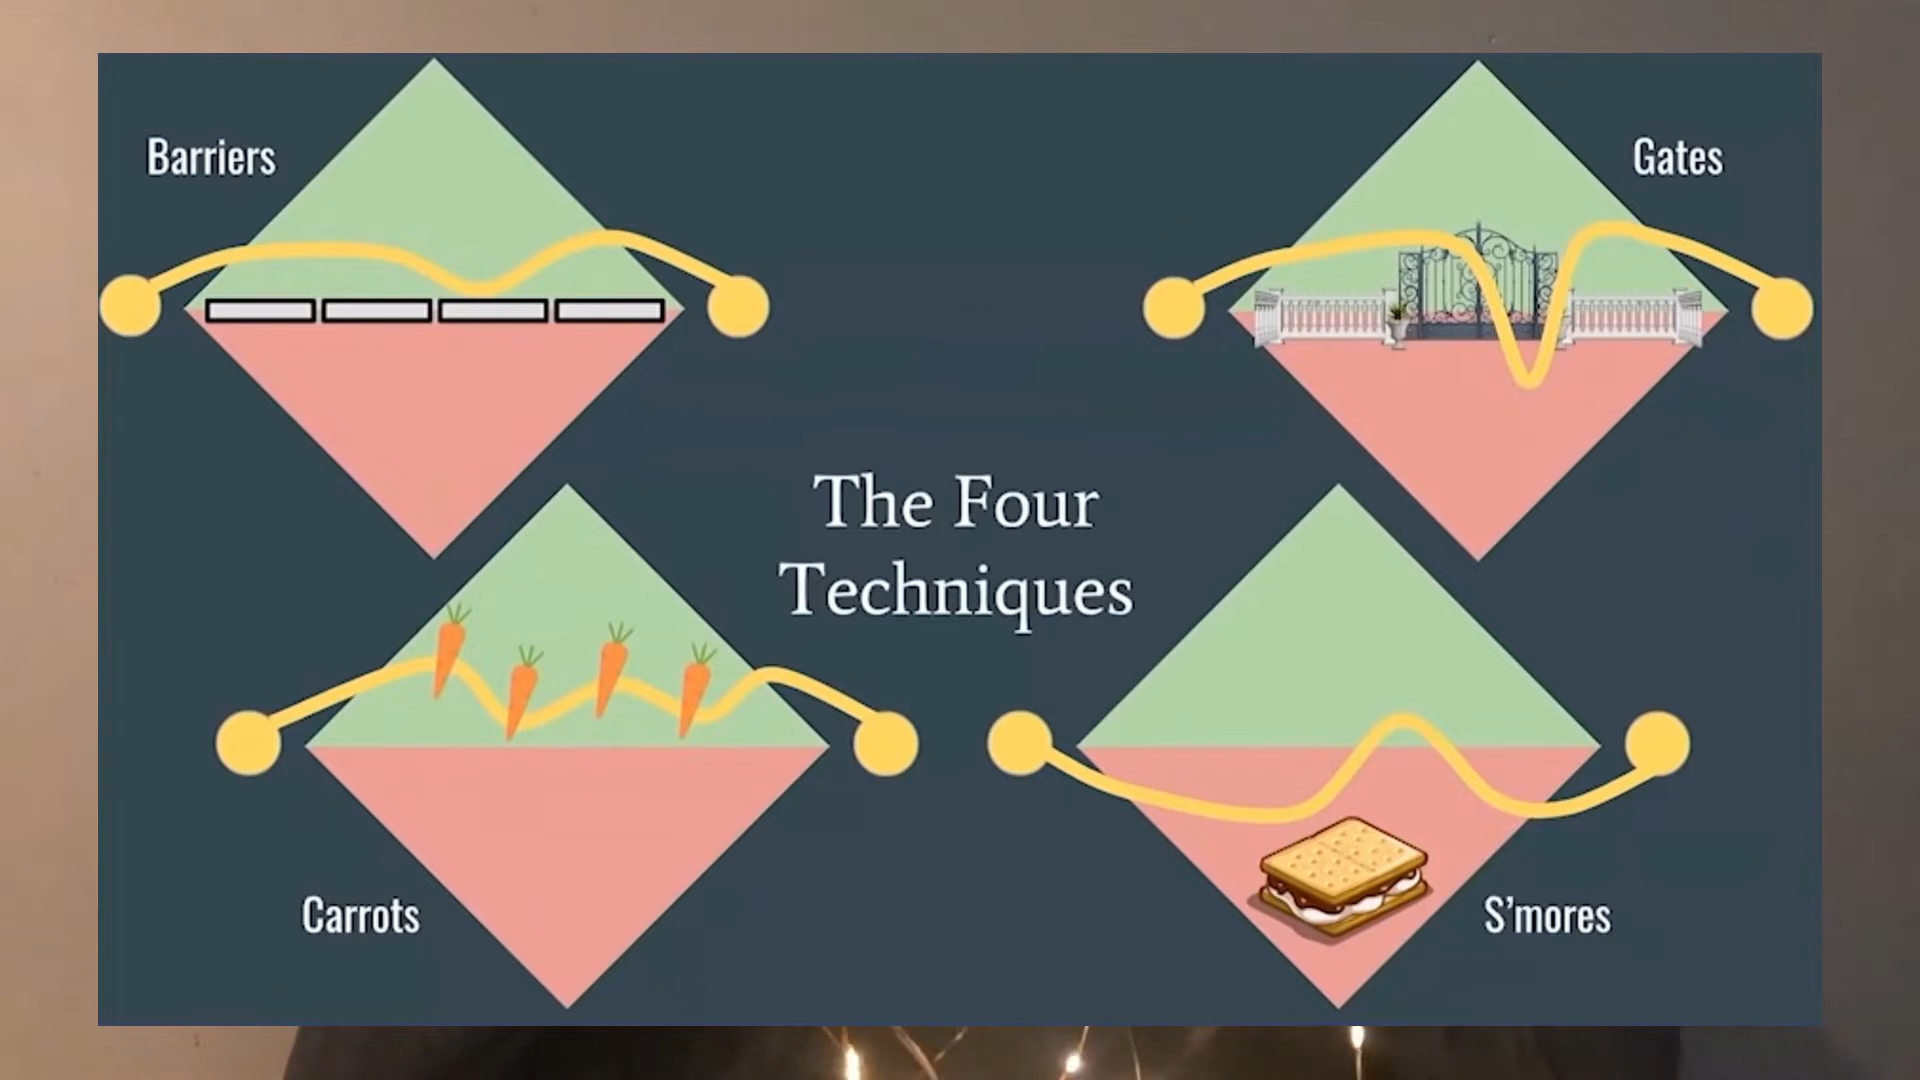 Barriers
Gates
The Four
Techniques
Carrots
S'mores